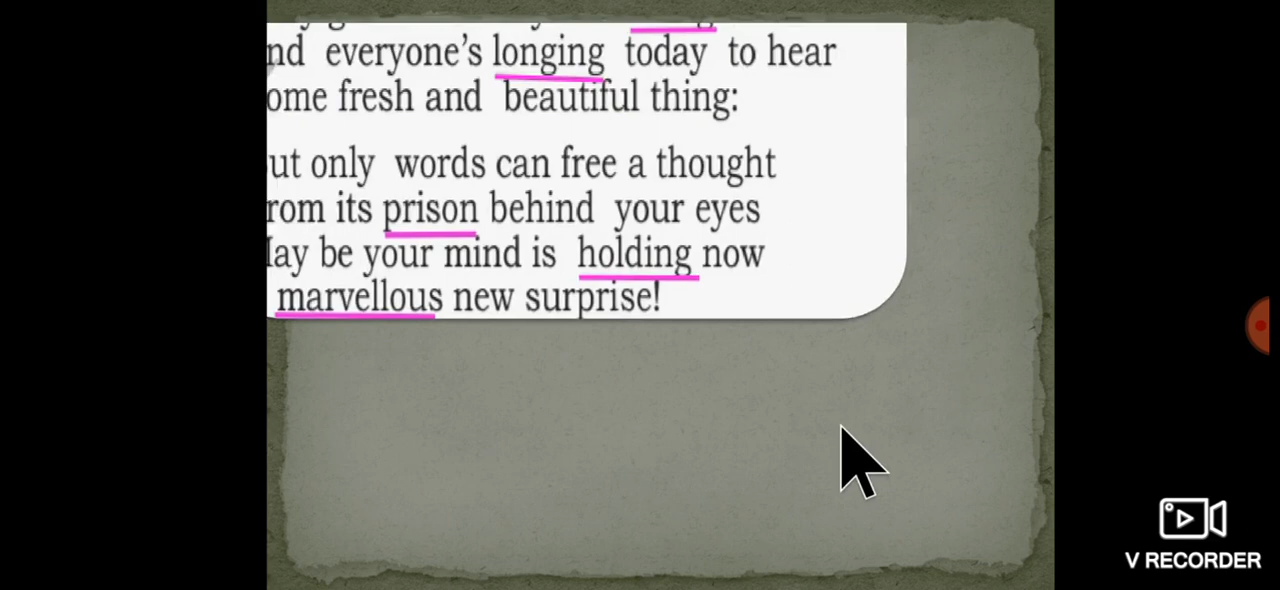 nd everyone's longing today to hear
ome fresh and beautiful thing:
ut only words can free a thought
rom its prison behind your eyes
ay be your mind is holding now
marvellous new surprise!
V RECORDER